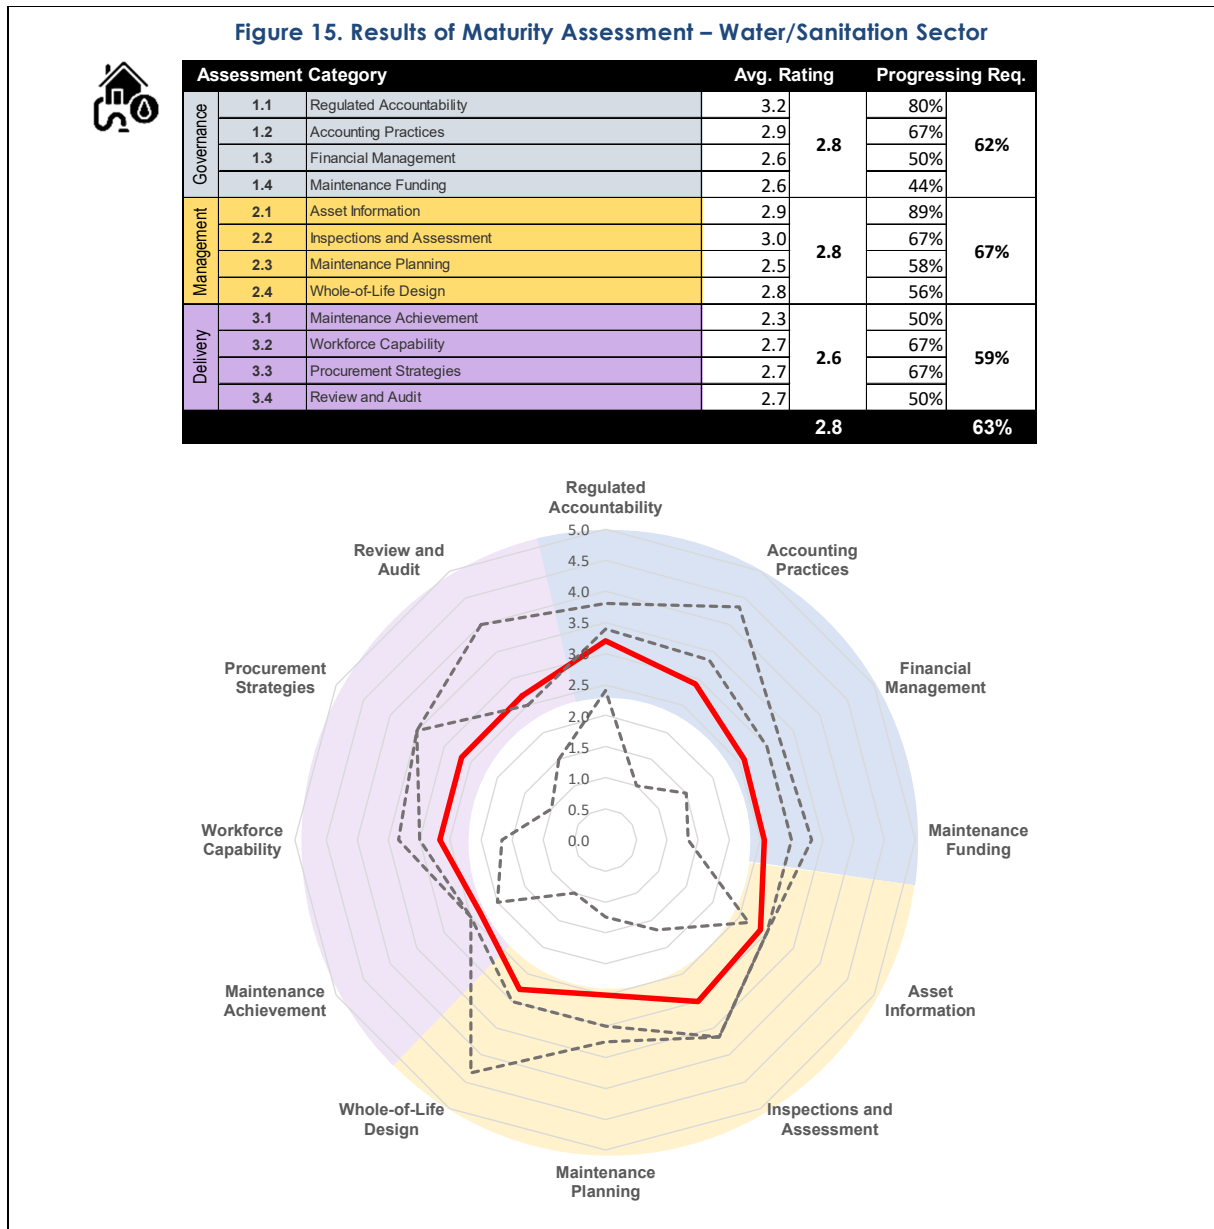 Figure 15. Results of Maturity Assessment – Water/Sanitation Sector
Assessment Category Avg. Rating Progressing Req.
Governance
1.1 Regulated Accountability 3.2 80%
1.2 Accounting Practices 2.9 67%
2.8 62%
1.3 Financial Management 2.6 50%
1.4 Maintenance Funding 2.6 44%
Management
2.1 Asset Information 2.9 89%
2.2 Inspections and Assessment 3.0 67%
2.8 67%
2.3 Maintenance Planning 2.5 58%
2.4 Whole-of-Life Design 2.8 56%
Delivery
3.1 Maintenance Achievement 2.3 50%
3.2 Workforce Capability 2.7 67%
2.6 59%
3.3 Procurement Strategies 2.7 67%
3.4 Review and Audit 2.7 50%
2.8 63%
Regulated
Accountability
Accounting
Practices
Financial
Management
Maintenance
Funding
Asset
Information
Inspections and
Assessment
Maintenance
Planning
Whole-of-Life
Design
Maintenance
Achievement
Workforce
Capability
Procurement
Strategies
Review and
Audit
5.0
4.5
4.0
3.5
3.0
2.5
2.0
1.5
1.0
0.5
0.0